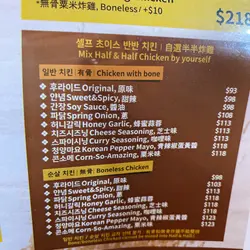 *無骨粟米炸雞, Boneless / +$10
$218
셀프 초이스 반반 치킨 | 自選半半炸雞
Mix Half & Half Chicken by yourself
일반 치킨 | 有骨 | Chicken with bone
❖ 후라이드 Original, 原味 $93
❖ 안념 Sweet&Spicy, 甜辣 $98
❖ 간장 Soy Sauce, 醬油 $98
❖ 파닭 Spring Onion, 蔥 $108
❖ 허니갈릭 Honey Garlic, 蜂蜜蒜蓉 $118
❖ 치즈시즈닝 Cheese Seasoning, 芝士味 $108
❖ 스파이시닝 Curry Seasoning, 咖喱味 $108
❖ 청양마요 Korean Pepper Mayo, 青辣椒蛋黃醬 $118
❖ 콘소메 Corn-So-Amazing, 粟米味 $108
순살 치킨 | 無骨 | Boneless Chicken
❖ 후라이드 Original, 原味 $98
❖ 안념 Sweet&Spicy, 甜辣 $103
❖ 간장 Soy Sauce, 醬油 $103
❖ 파닭 Spring Onion, 蔥 $113
❖ 허니갈릭 Honey Garlic, 蜂蜜蒜蓉 $123
❖ 치즈시즈닝 Cheese Seasoning, 芝士味 $113
❖ 스파이시닝 Curry Seasoning, 咖喱味 $113
❖ 청양마요 Korean Pepper Mayo, 青辣椒蛋黃醬 $123
❖ 콘소메 Corn-So-Amazing, 粟米味 $113